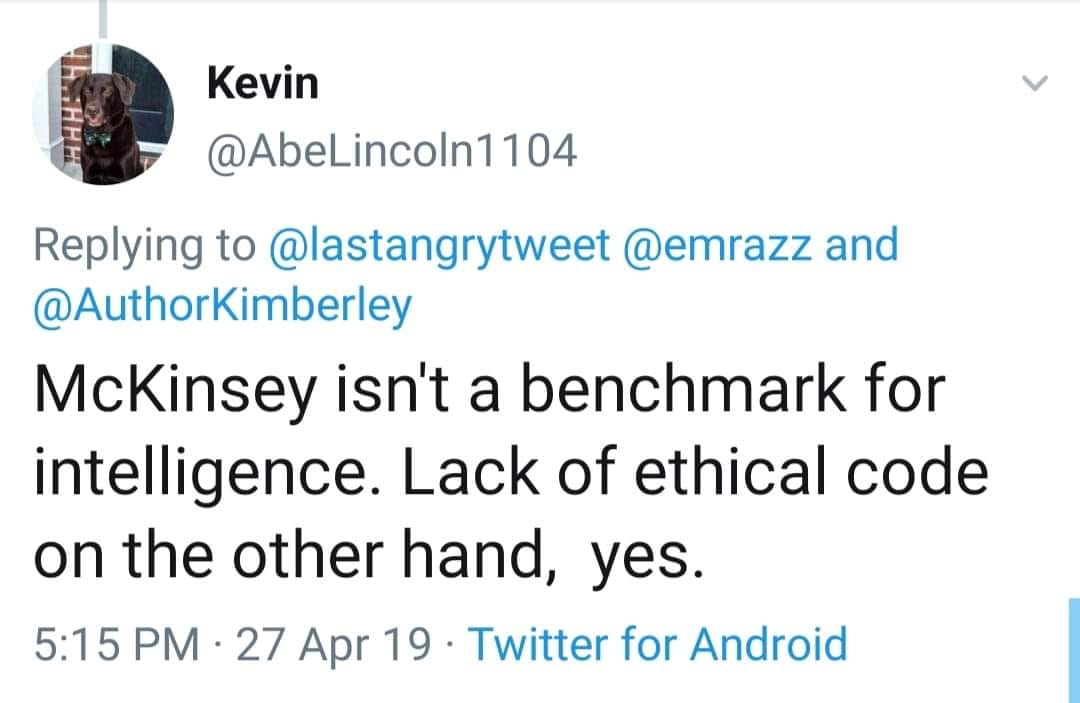 Kevin
@AbeLincoln1104
Replying to @lastangrytweet @emrazz and
@AuthorKimberley
McKinsey isn't a benchmark for
intelligence. Lack of ethical code
on the other hand,  yes.
5:15 PM · 27 Apr 19 · Twitter for Android